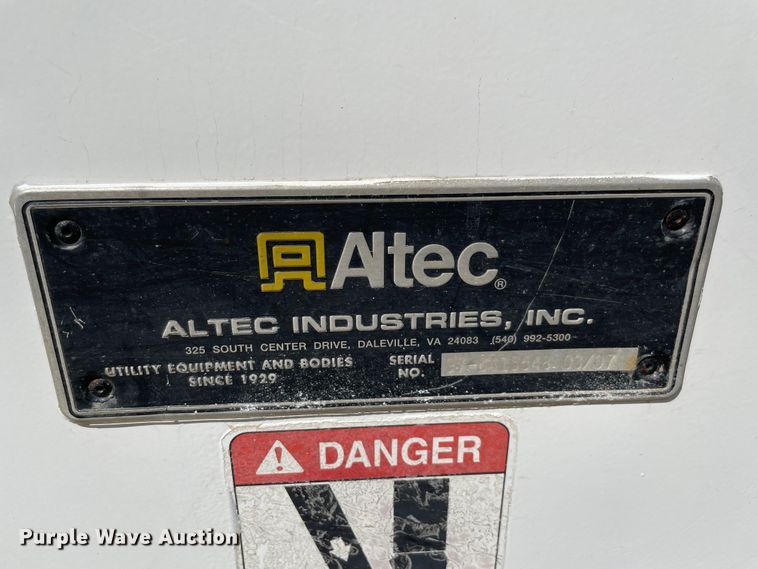 Altec®
ALTEC INDUSTRIES, INC.
325 SOUTH CENTER DRIVE, DALEVILLE, VA 24083 (540) 992-5300
UTILITY EQUIPMENT AND BODIES
SINCE 1929
SERIAL
NO.
DANGER
Purple Wave Auction